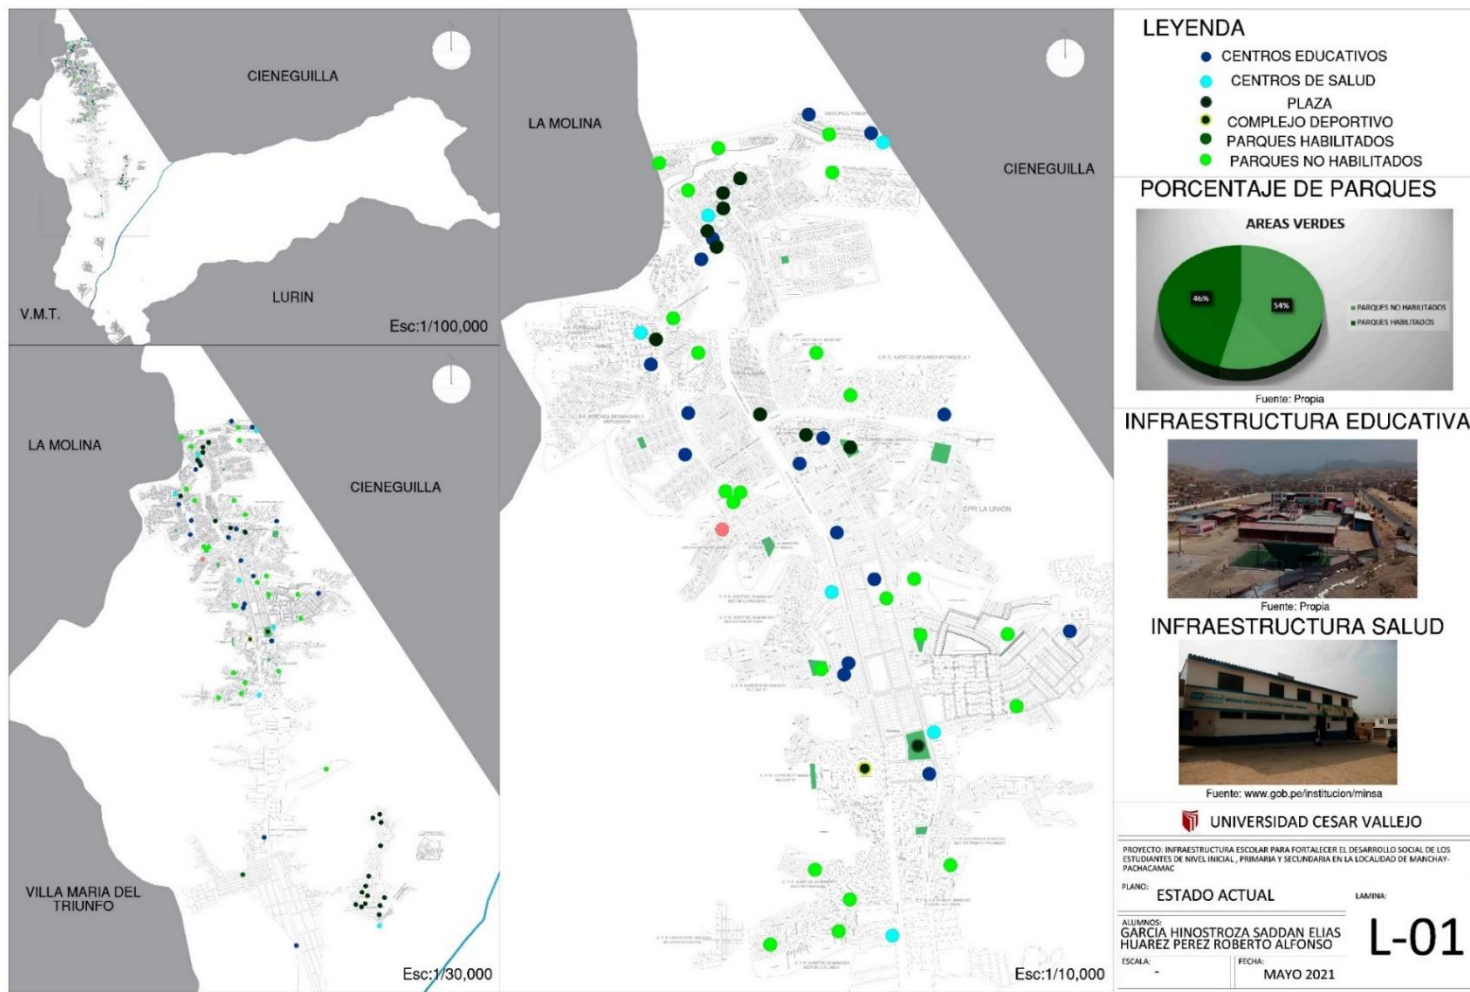 CIENEGUILLA
LURIN
V.M.T.
Esc:1/100,000
LA MOLINA
CIENEGUILLA
VILLA MARIA DEL
TRIUNFO
Esc:1/30,000
LA MOLINA
CIENEGUILLA
CPR LA UNIÓN
Esc:1/10,000
LEYENDA
CENTROS EDUCATIVOS
CENTROS DE SALUD
PLAZA
COMPLEJO DEPORTIVO
PARQUES HABILITADOS
PARQUES NO HABILITADOS
PORCENTAJE DE PARQUES
AREAS VERDES
46%
54%
PARQUES NO HABILITADOS
PARQUES HABILITADOS
Fuente: Propia
INFRAESTRUCTURA EDUCATIVA
Fuente: Propia
INFRAESTRUCTURA SALUD
Fuente: www.gob.pe/institucion/minsa
UNIVERSIDAD CESAR VALLEJO
PROYECTO: INFRAESTRUCTURA ESCOLAR PARA FORTALECER EL DESARROLLO SOCIAL DE LOS
ESTUDIANTES DE NIVEL INICIAL , PRIMARIA Y SECUNDARIA EN LA LOCALIDAD DE MANCHAY-
PACHACAMAC
PLANO:
ESTADO ACTUAL
LAMINA:
L-01
ALUMNOS:
GARCIA HINOSTROZA SADDAN ELIAS
HUAREZ PEREZ ROBERTO ALFONSO
ESCALA:
-
FECHA:
MAYO 2021